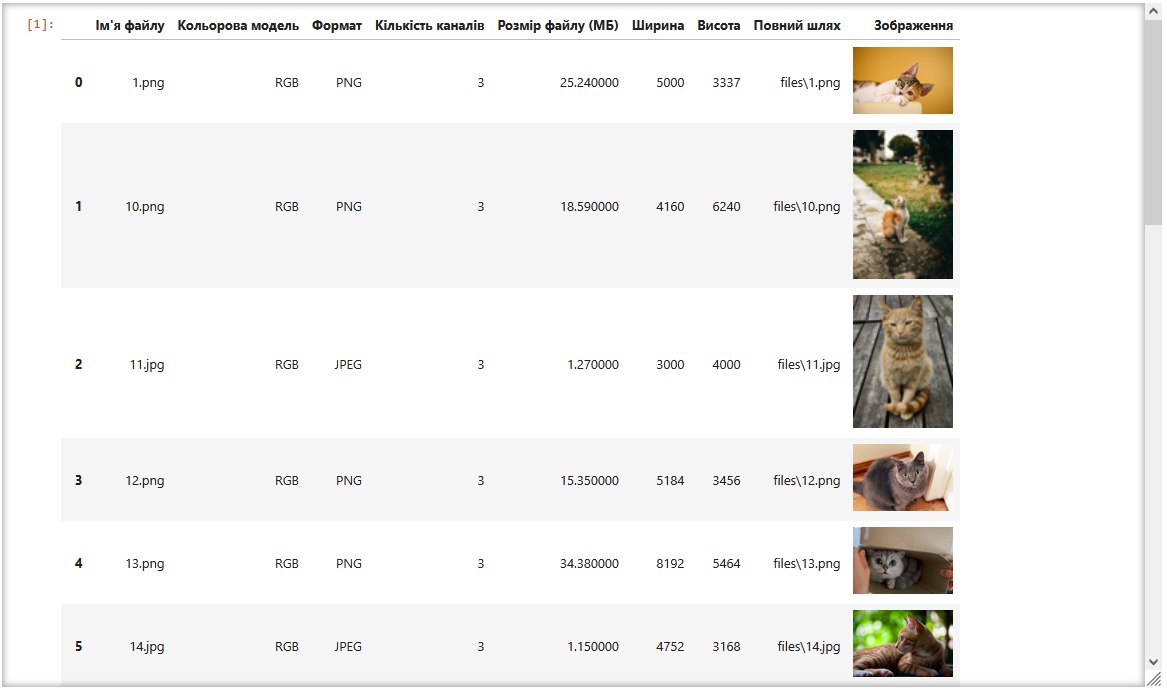 [1]: Ім'я файлу Кольорова модель Формат Кількість каналів Розмір файлу (МБ) Ширина Висота Повний шлях Зображення
0 1.png RGB PNG 3 25.240000 5000 3337 files\1.png
1 10.png RGB PNG 3 18.590000 4160 6240 files\10.png
2 11.jpg RGB JPEG 3 1.270000 3000 4000 files\11.jpg
3 12.png RGB PNG 3 15.350000 5184 3456 files\12.png
4 13.png RGB PNG 3 34.380000 8192 5464 files\13.png
5 14.jpg RGB JPEG 3 1.150000 4752 3168 files\14.jpg